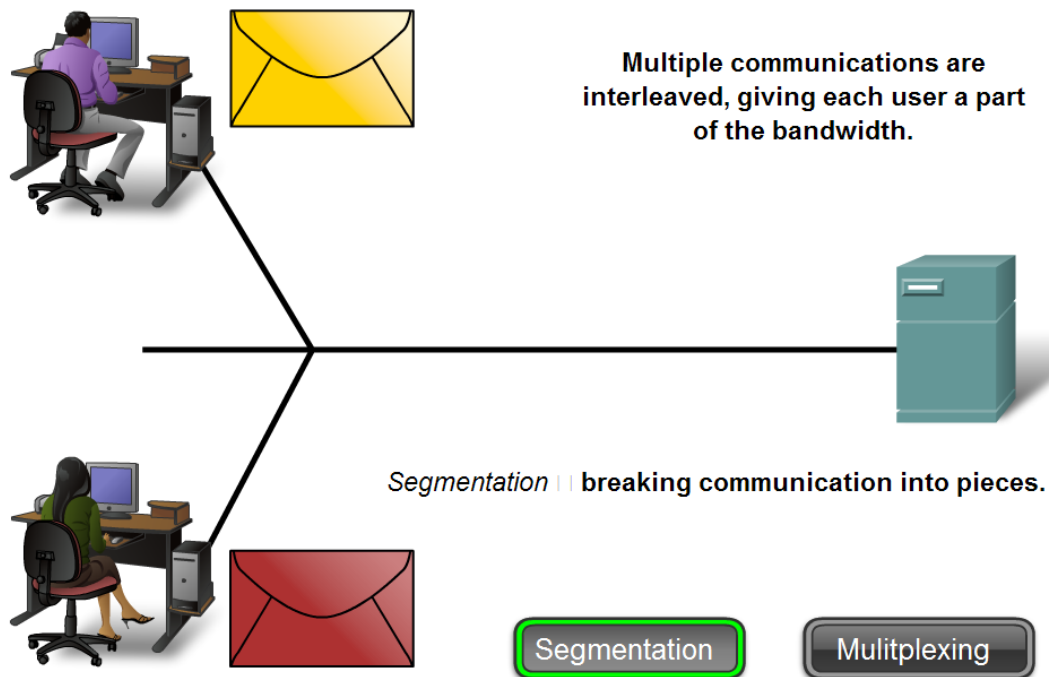 Multiple communications are
interleaved, giving each user a part
of the bandwidth.
Segmentation □□ breaking communication into pieces.
Segmentation
Mulitplexing